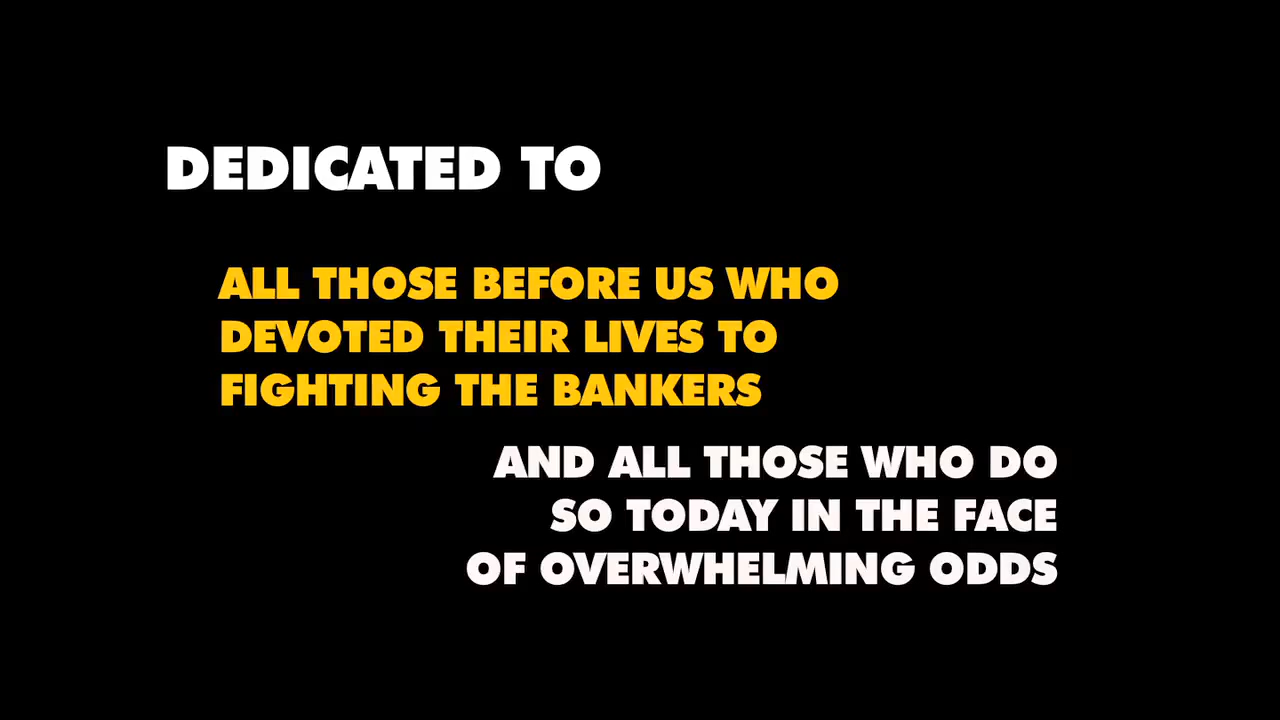 DEDICATED TO
ALL THOSE BEFORE US WHO
DEVOTED THEIR LIVES TO
FIGHTING THE BANKERS
AND ALL THOSE WHO DO
SO TODAY IN THE FACE
OF OVERWHELMING ODDS